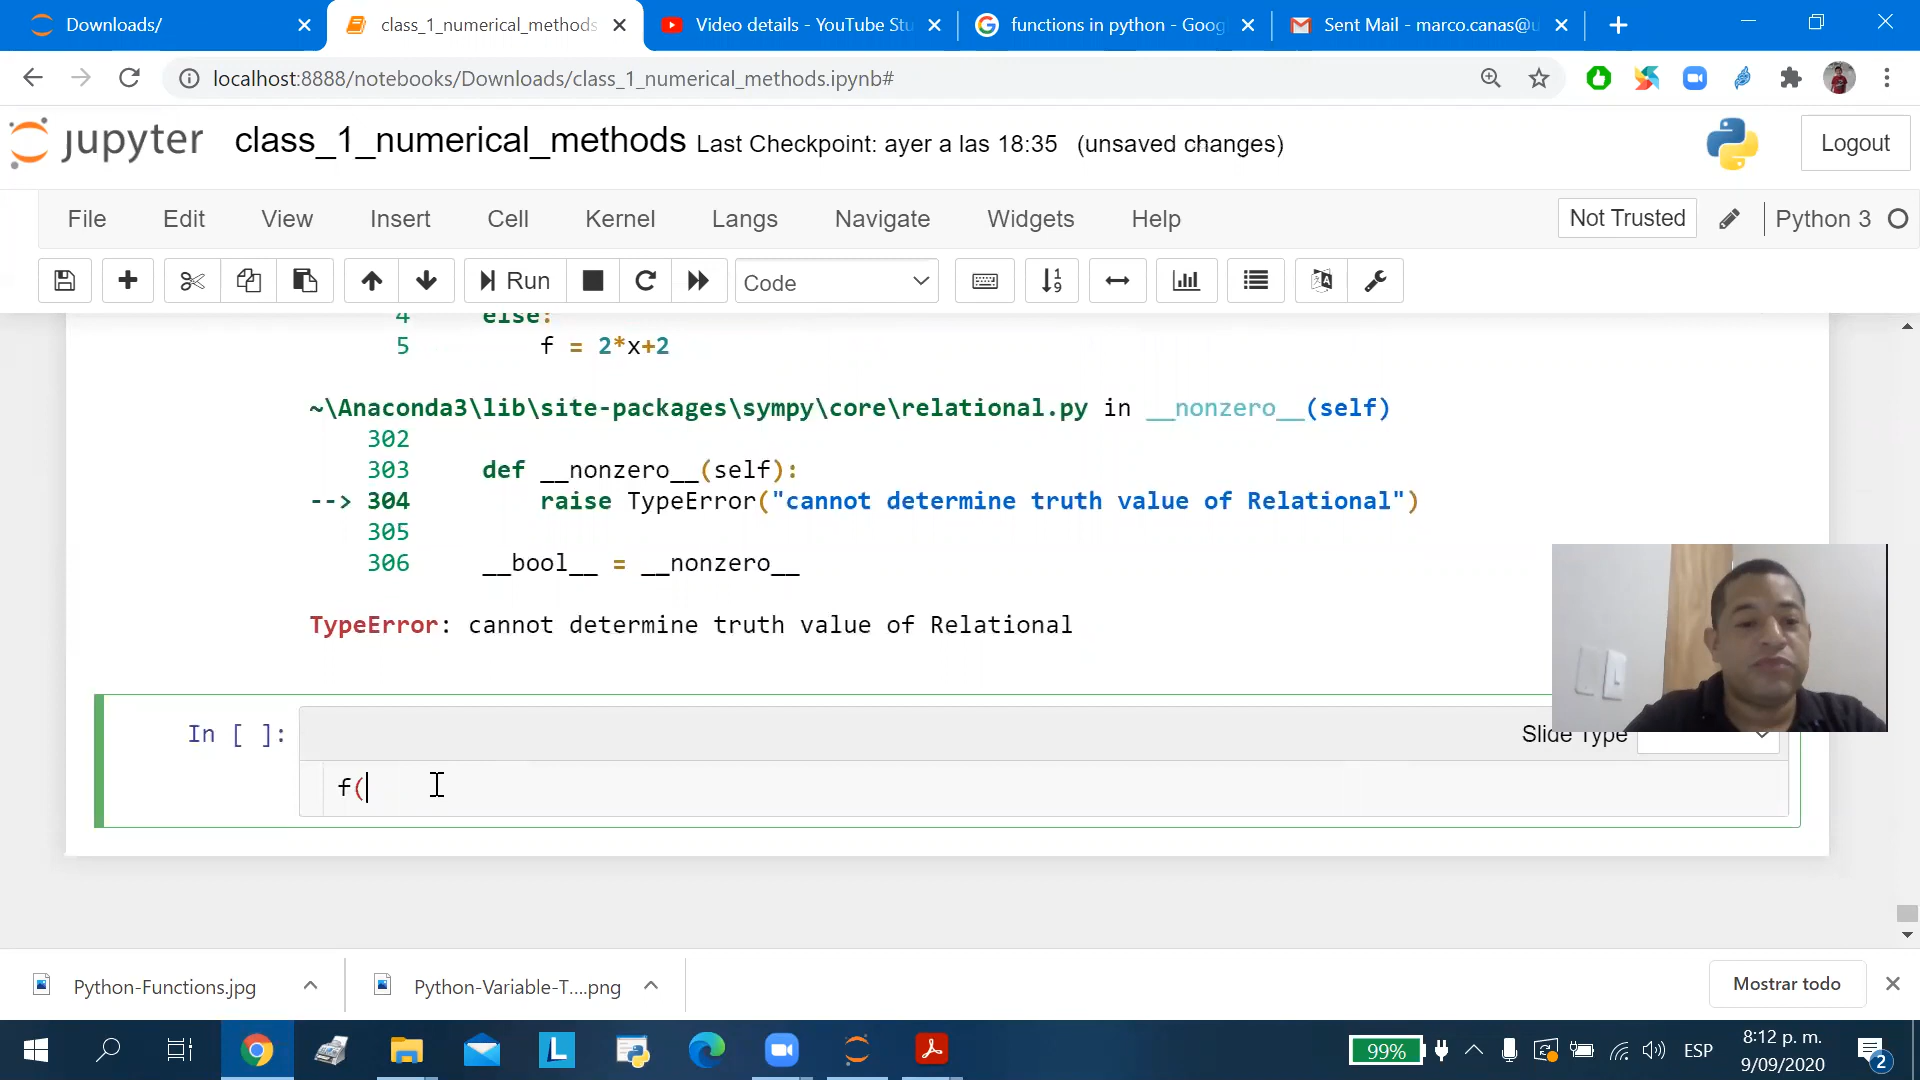 Downloads/
class_1_numerical_methods
Video details - YouTube Stu
functions in python - Goog
Sent Mail - marco.canas@u
localhost:8888/notebooks/Downloads/class_1_numerical_methods.ipynb#
jupyter class_1_numerical_methods Last Checkpoint: ayer a las 18:35 (unsaved changes)
Logout
File Edit View Insert Cell Kernel Langs Navigate Widgets Help
Not Trusted Python 3
Run Code
4 else:
5 f = 2*x+2
~\Anaconda3\lib\site-packages\sympy\core\relational.py in __nonzero__(self)
302
303 def __nonzero__(self):
--> 304 raise TypeError("cannot determine truth value of Relational")
305
306 __bool__ = __nonzero__
TypeError: cannot determine truth value of Relational
In [ ]:
Slide Type
f(
Python-Functions.jpg
Python-Variable-T....png
Mostrar todo
99%
ESP
8:12 p. m.
9/09/2020
2